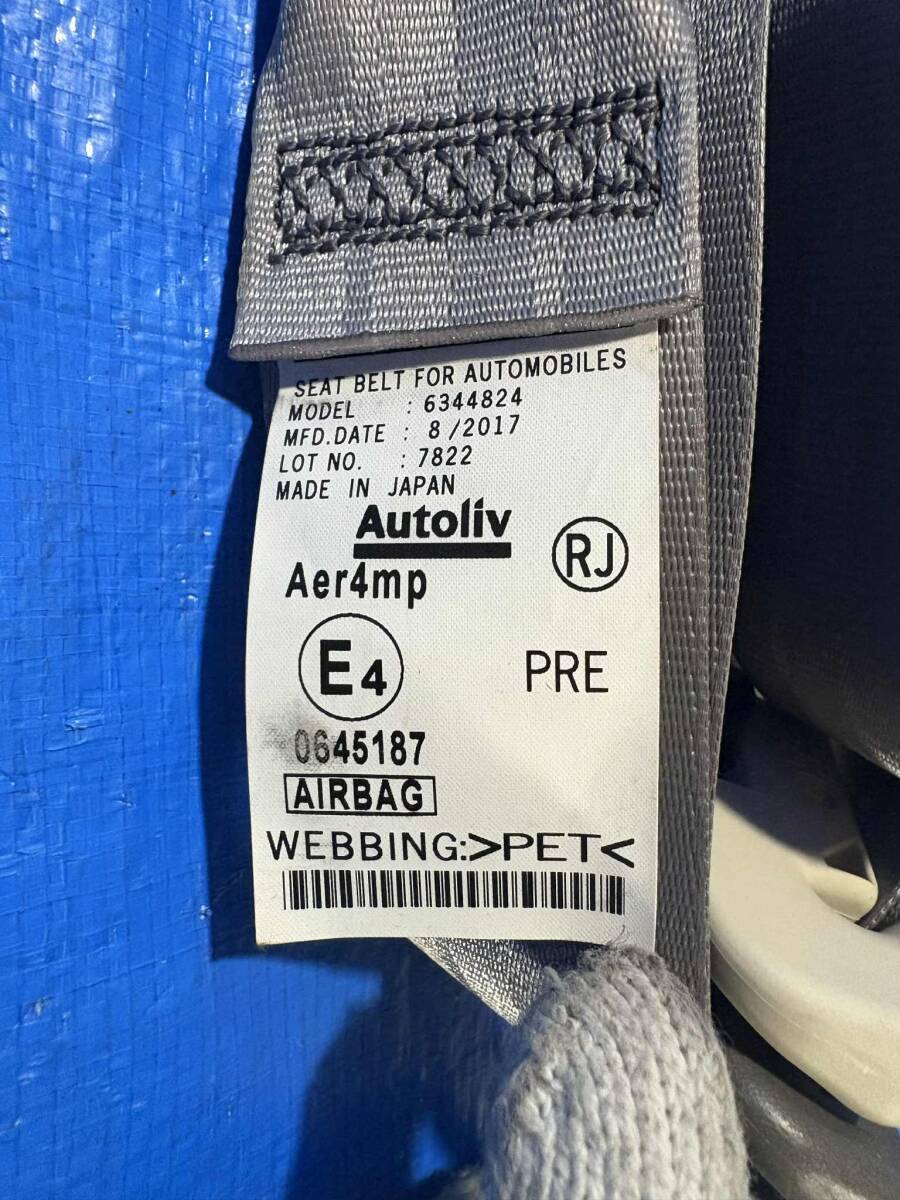 SEAT BELT FOR AUTOMOBILES
MODEL : 6344824
MFD.DATE : 8/2017
LOT NO. : 7822
MADE IN JAPAN
Autoliv
RJ
Aer4mp
E4
PRE
0645187
AIRBAG
WEBBING:>PET<